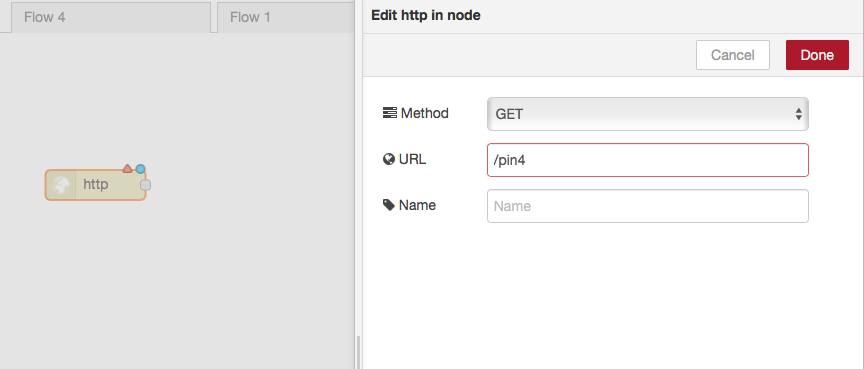 Flow 4
Flow 1
Edit http in node
Cancel
Done
Method
GET
URL
/pin4
Name
Name
http